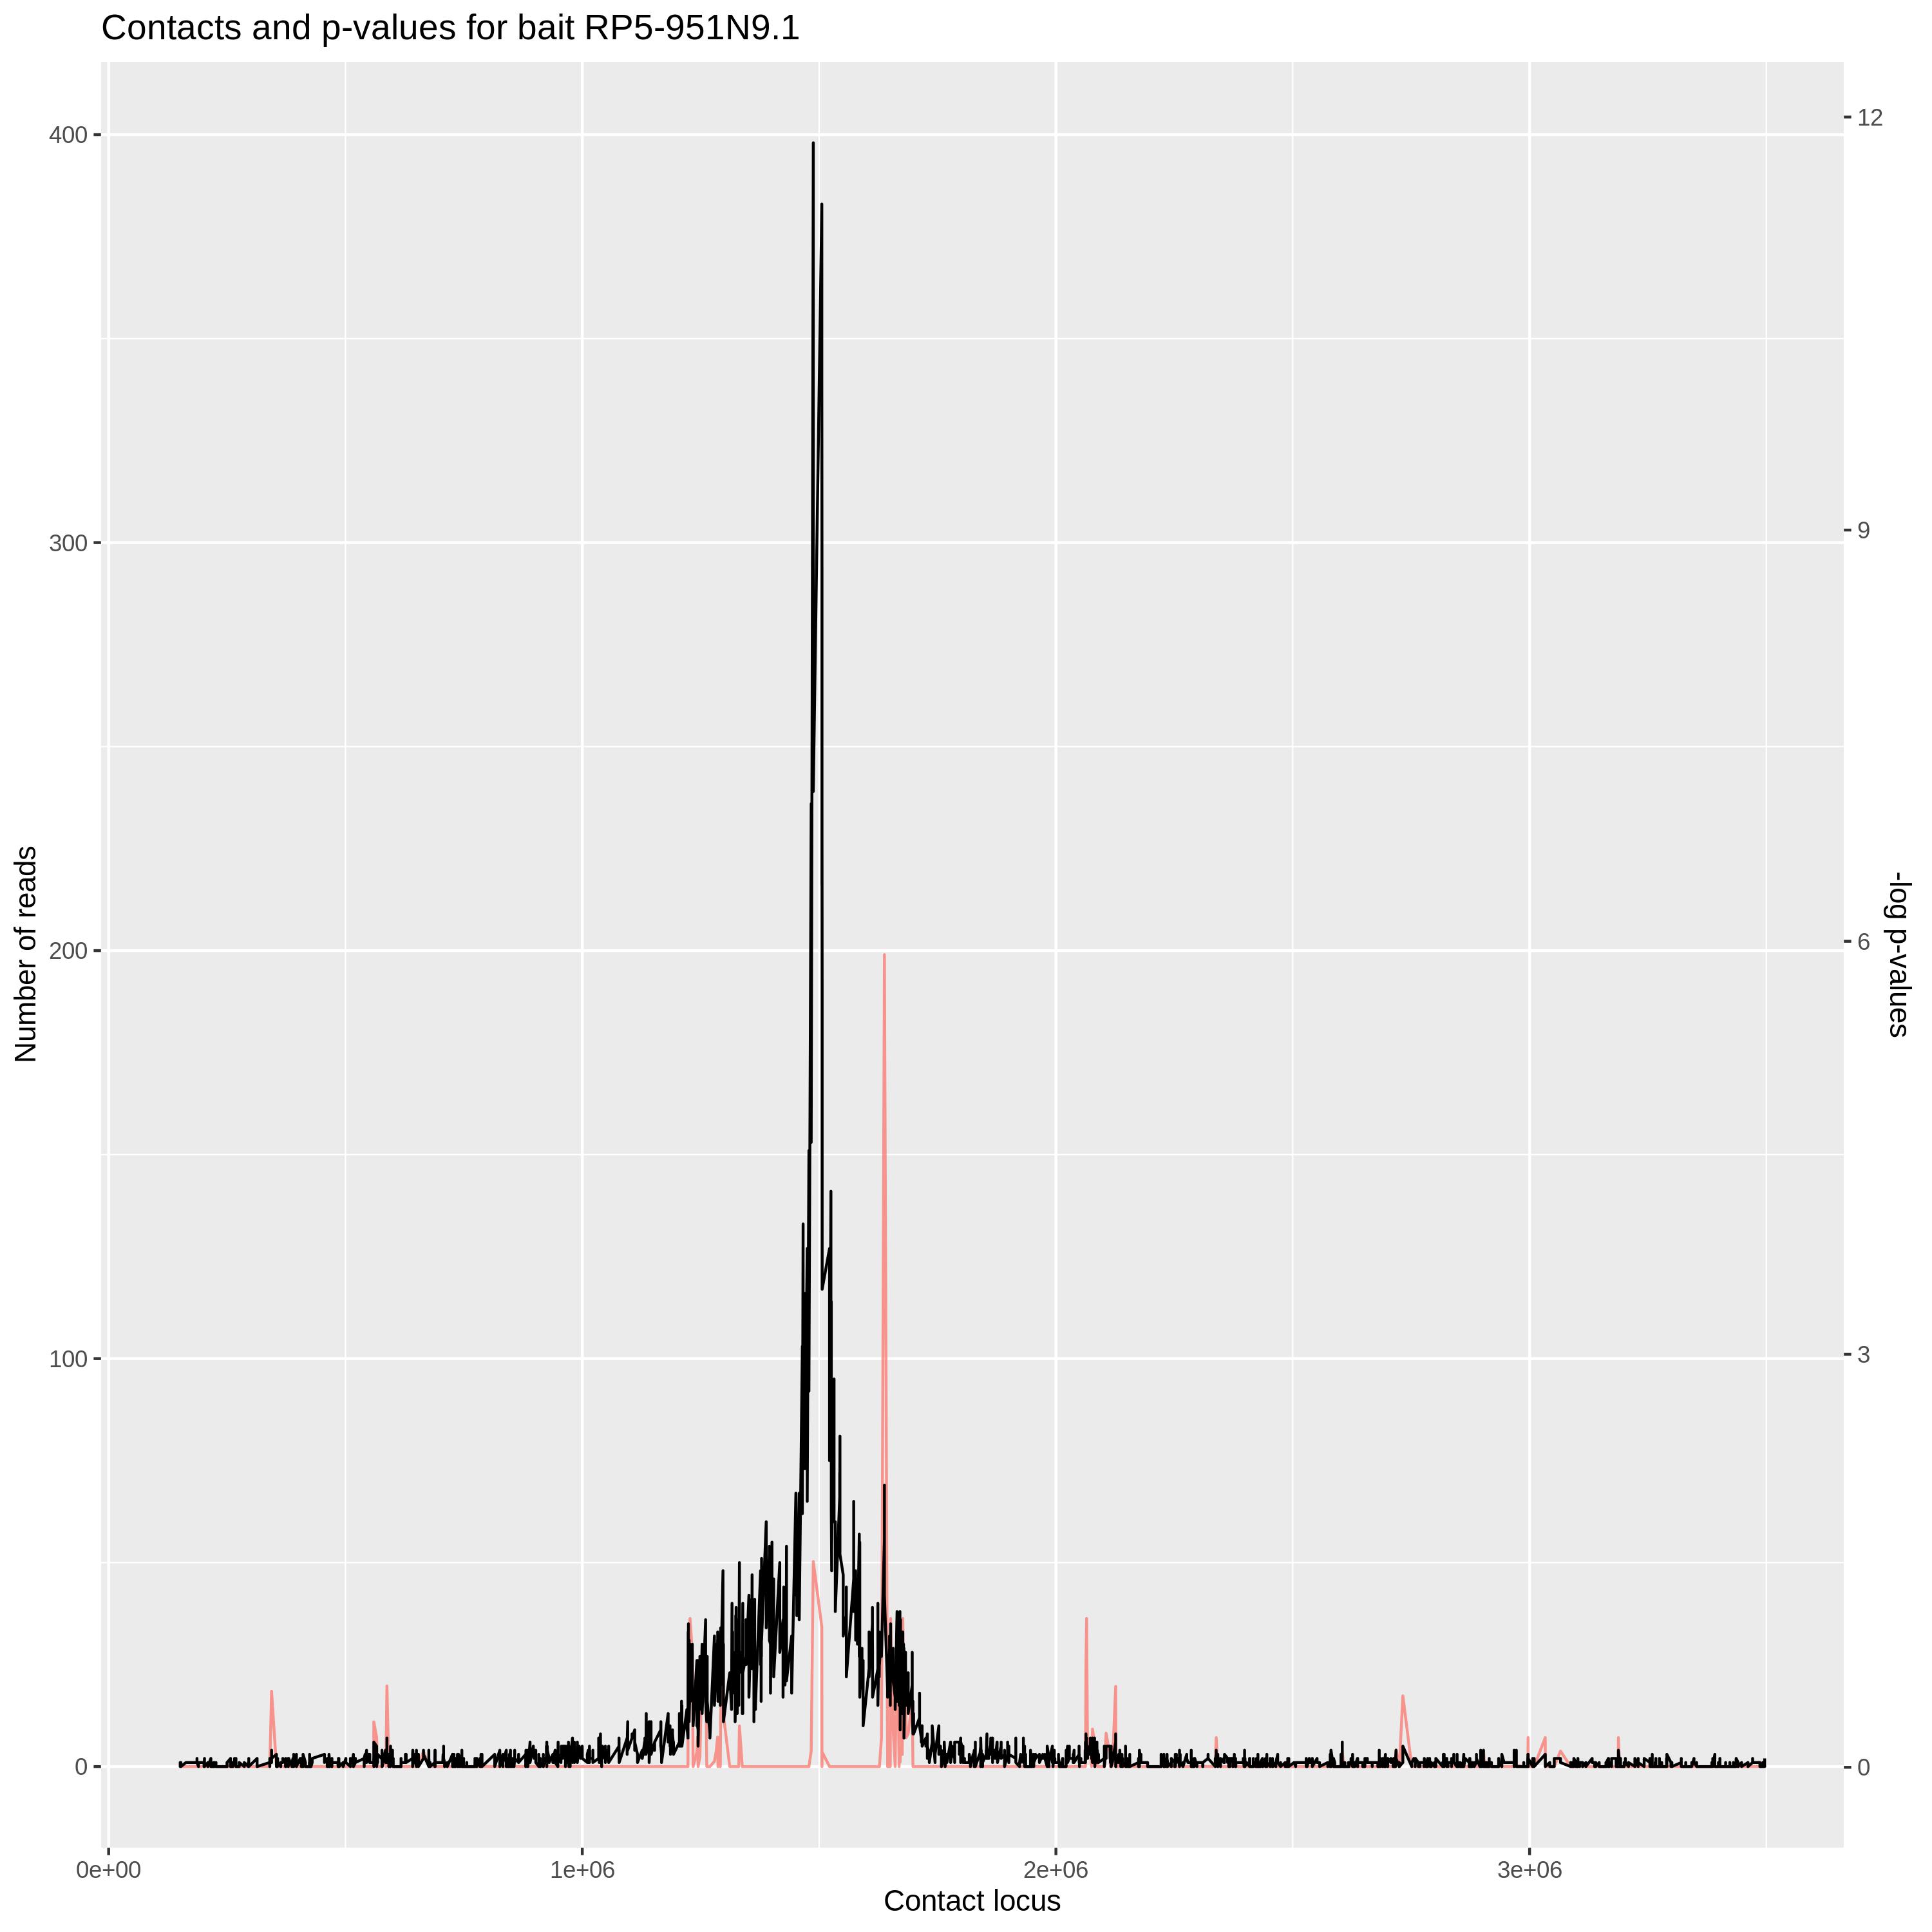 Contacts and p-values for bait RP5-951N9.1
400
300
200
100
0
Number of reads
12
9
6
3
0
-log p-values
0e+00
1e+06
2e+06
3e+06
Contact locus